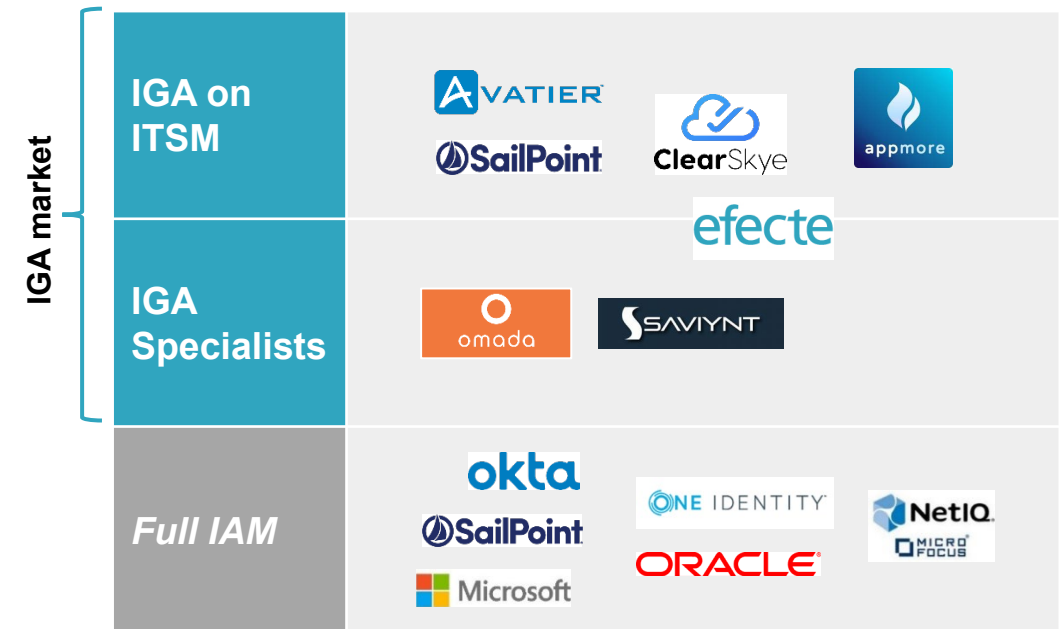 IGA market
IGA on
ITSM
AVATIER
SailPoint
ClearSkye
appmore
efecte
IGA
Specialists
omada
SAVIYNT
Full IAM
okta
SailPoint
Microsoft
ONE IDENTITY
ORACLE
NetIQ
MICRO
FOCUS